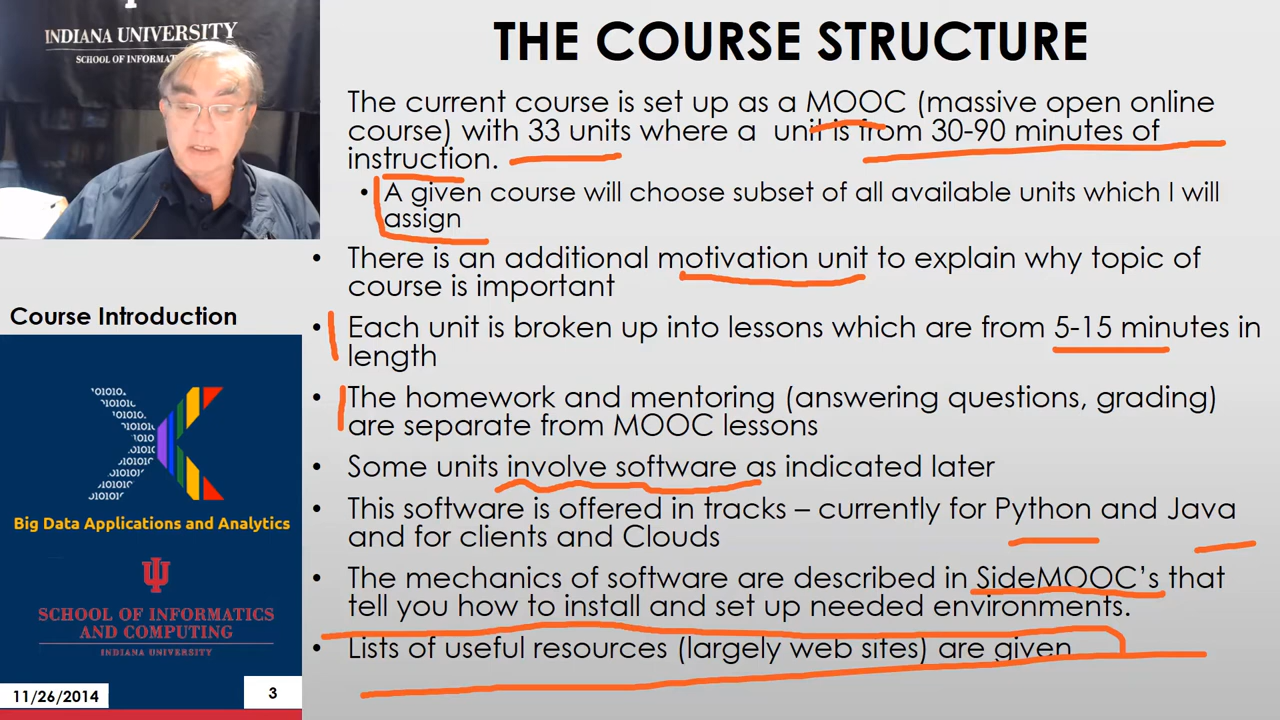 INDIANA UNIVERSITY
SCHOOL OF INFORMAT
THE COURSE STRUCTURE
The current course is set up as a MOOC (massive open online
course) with 33 units where a unit is from 30-90 minutes of
instruction.
• A given course will choose subset of all available units which I will
assign
• There is an additional motivation unit to explain why topic of
course is important
• Each unit is broken up into lessons which are from 5-15 minutes in
length
• The homework and mentoring (answering questions, grading)
are separate from MOOC lessons
• Some units involve software as indicated later
• This software is offered in tracks – currently for Python and Java
and for clients and Clouds
• The mechanics of software are described in SideMOOC's that
tell you how to install and set up needed environments.
• Lists of useful resources (largely web sites) are given
Course Introduction
Big Data Applications and Analytics
SCHOOL OF INFORMATICS
AND COMPUTING
INDIANA UNIVERSITY
11/26/2014
3